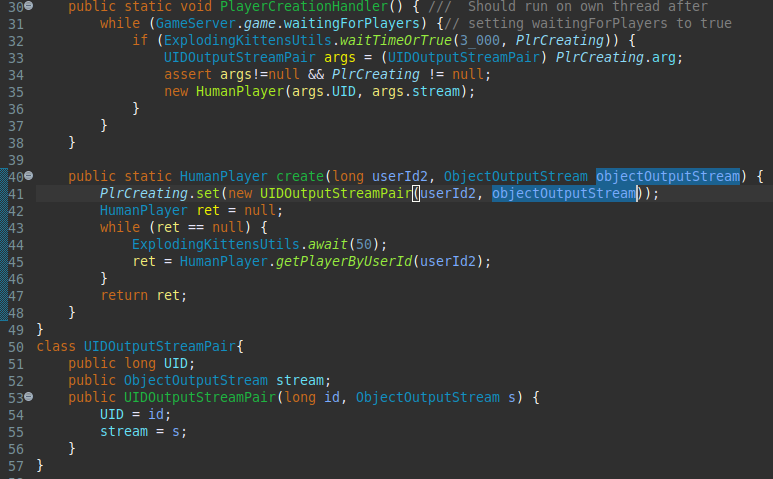 30 public static void PlayerCreationHandler() { ///  Should run on own thread after
31 while (GameServer.game.waitingForPlayers) {// setting waitingForPlayers to true
32 if (ExplodingKittensUtils.waitTimeOrTrue(3_000, PlrCreating)) {
33 UIDOutputStreamPair args = (UIDOutputStreamPair) PlrCreating.arg;
34 assert args!=null && PlrCreating != null;
35 new HumanPlayer(args.UID, args.stream);
36 }
37 }
38 }
39
40 public static HumanPlayer create(long userId2, ObjectOutputStream objectOutputStream) {
41 PlrCreating.set(new UIDOutputStreamPair(userId2, objectOutputStream));
42 HumanPlayer ret = null;
43 while (ret == null) {
44 ExplodingKittensUtils.await(50);
45 ret = HumanPlayer.getPlayerByUserId(userId2);
46 }
47 return ret;
48 }
49 }
50 class UIDOutputStreamPair{
51 public long UID;
52 public ObjectOutputStream stream;
53 public UIDOutputStreamPair(long id, ObjectOutputStream s) {
54 UID = id;
55 stream = s;
56 }
57 }